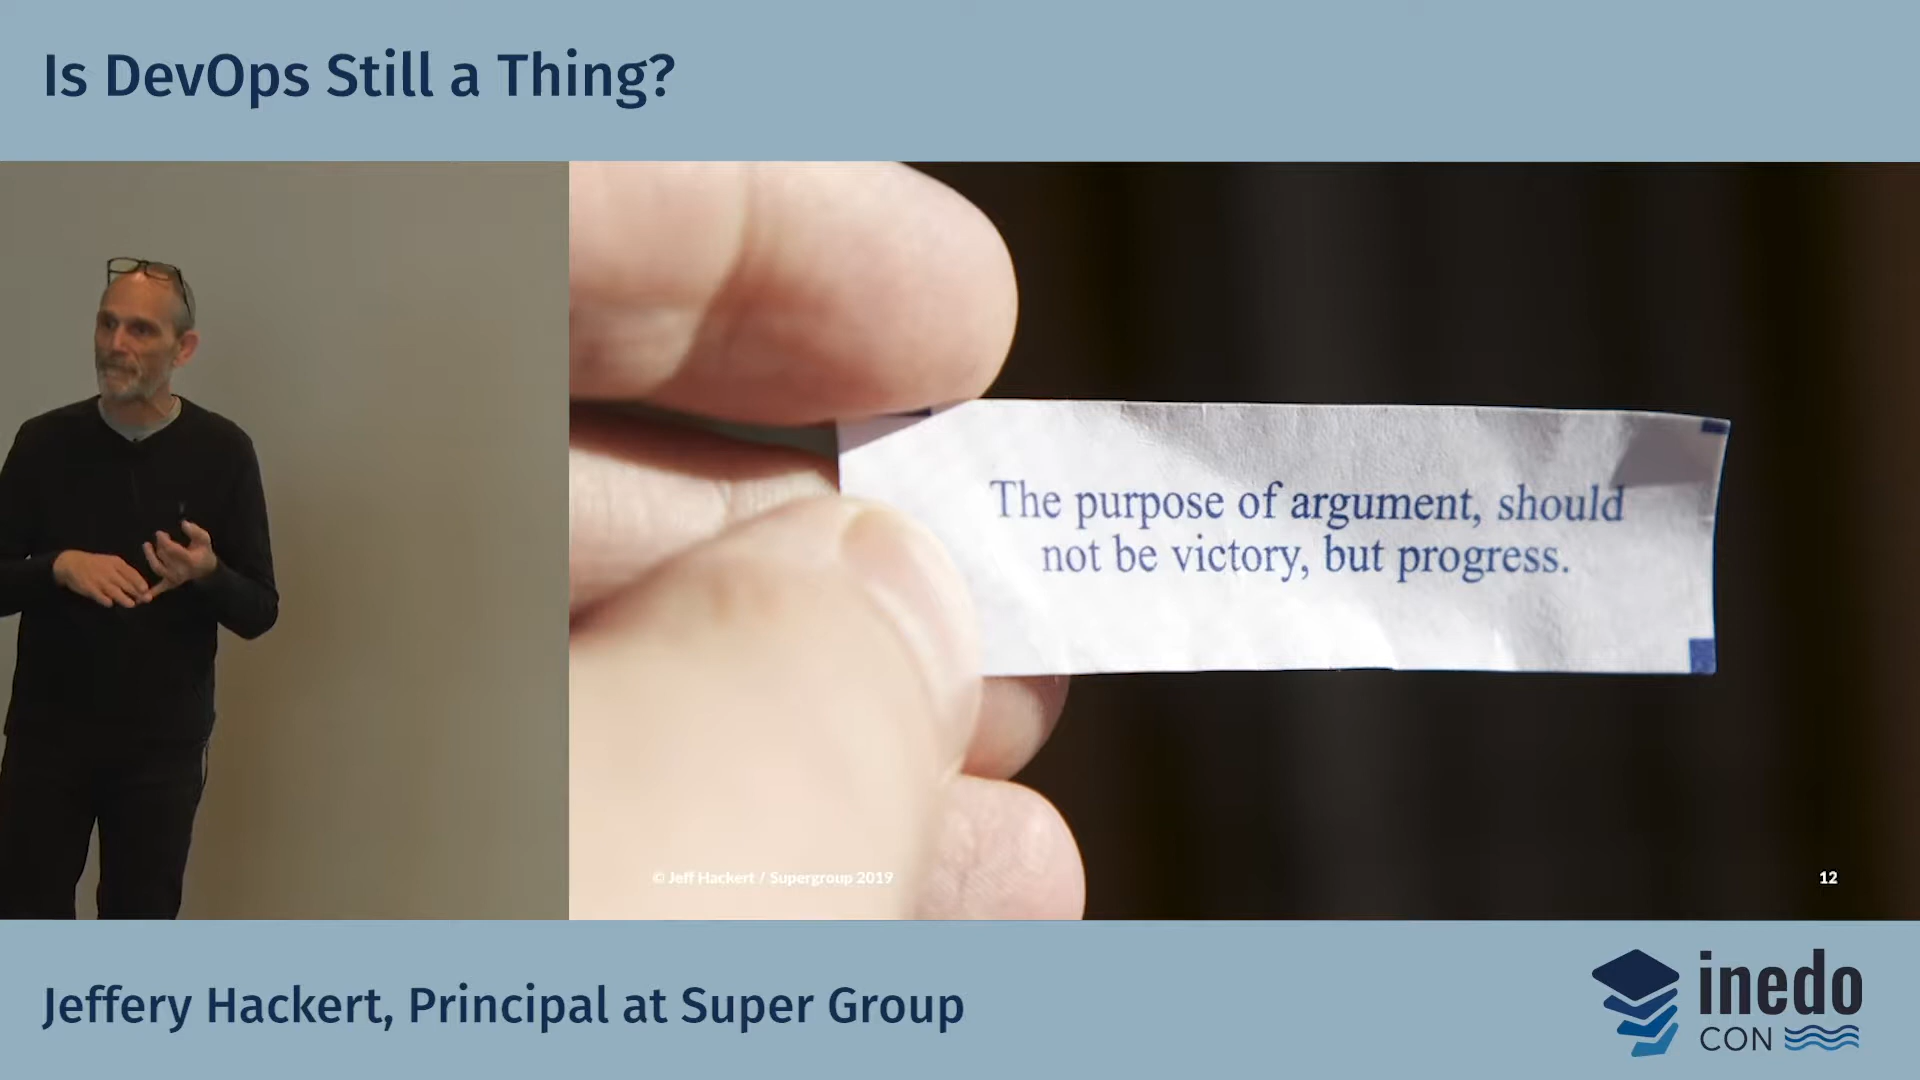 Is DevOps Still a Thing?
The purpose of argument, should
not be victory, but progress.
© Jeff Hackert / Supergroup 2019
12
Jeffery Hackert, Principal at Super Group
inedo
CON